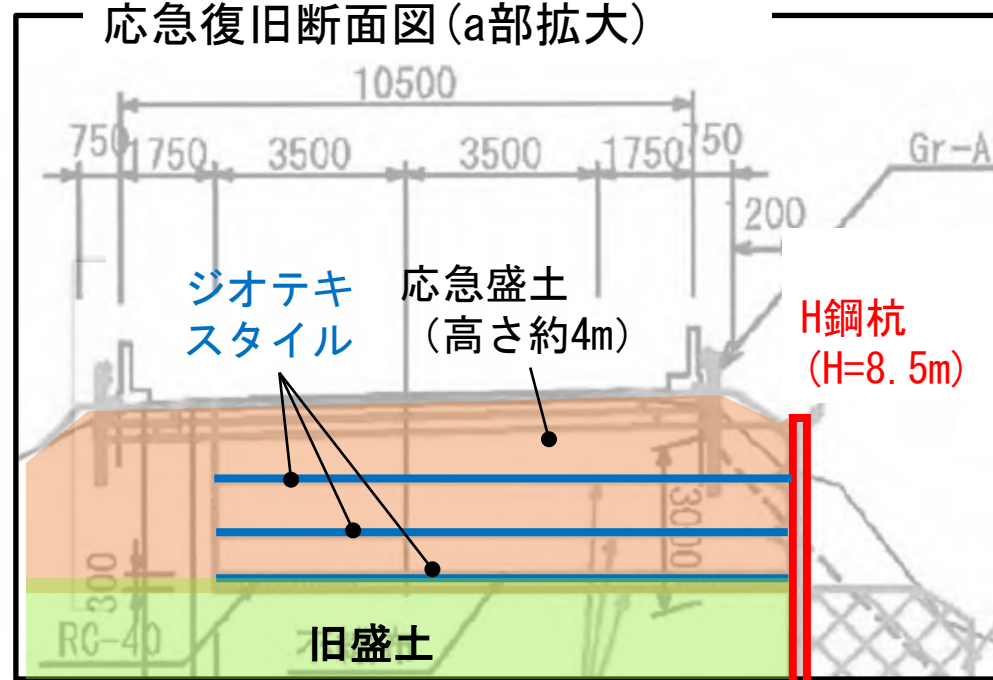 応急復旧断面図(a部拡大)
10500
750
1750
3500
3500
1750
750
Gr-A
200
ジオテキ
スタイル
応急盛土
(高さ約4m)
H鋼杭
(H=8.5m)
3000
300
RC-40
旧盛土